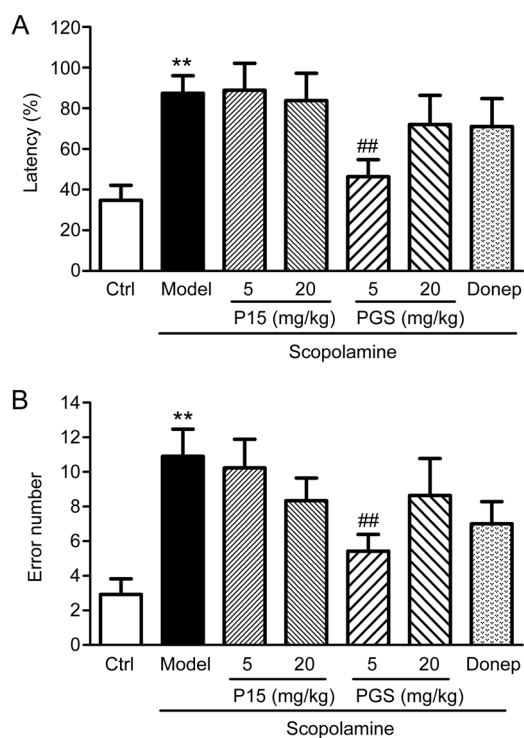 A
Latency (%)
120
100
80
60
40
20
0
**
##
Ctrl Model 5 20 5 20 Donep
P15 (mg/kg) PGS (mg/kg)
Scopolamine
B
Error number
14
12
10
8
6
4
2
0
**
##
Ctrl Model 5 20 5 20 Donep
P15 (mg/kg) PGS (mg/kg)
Scopolamine